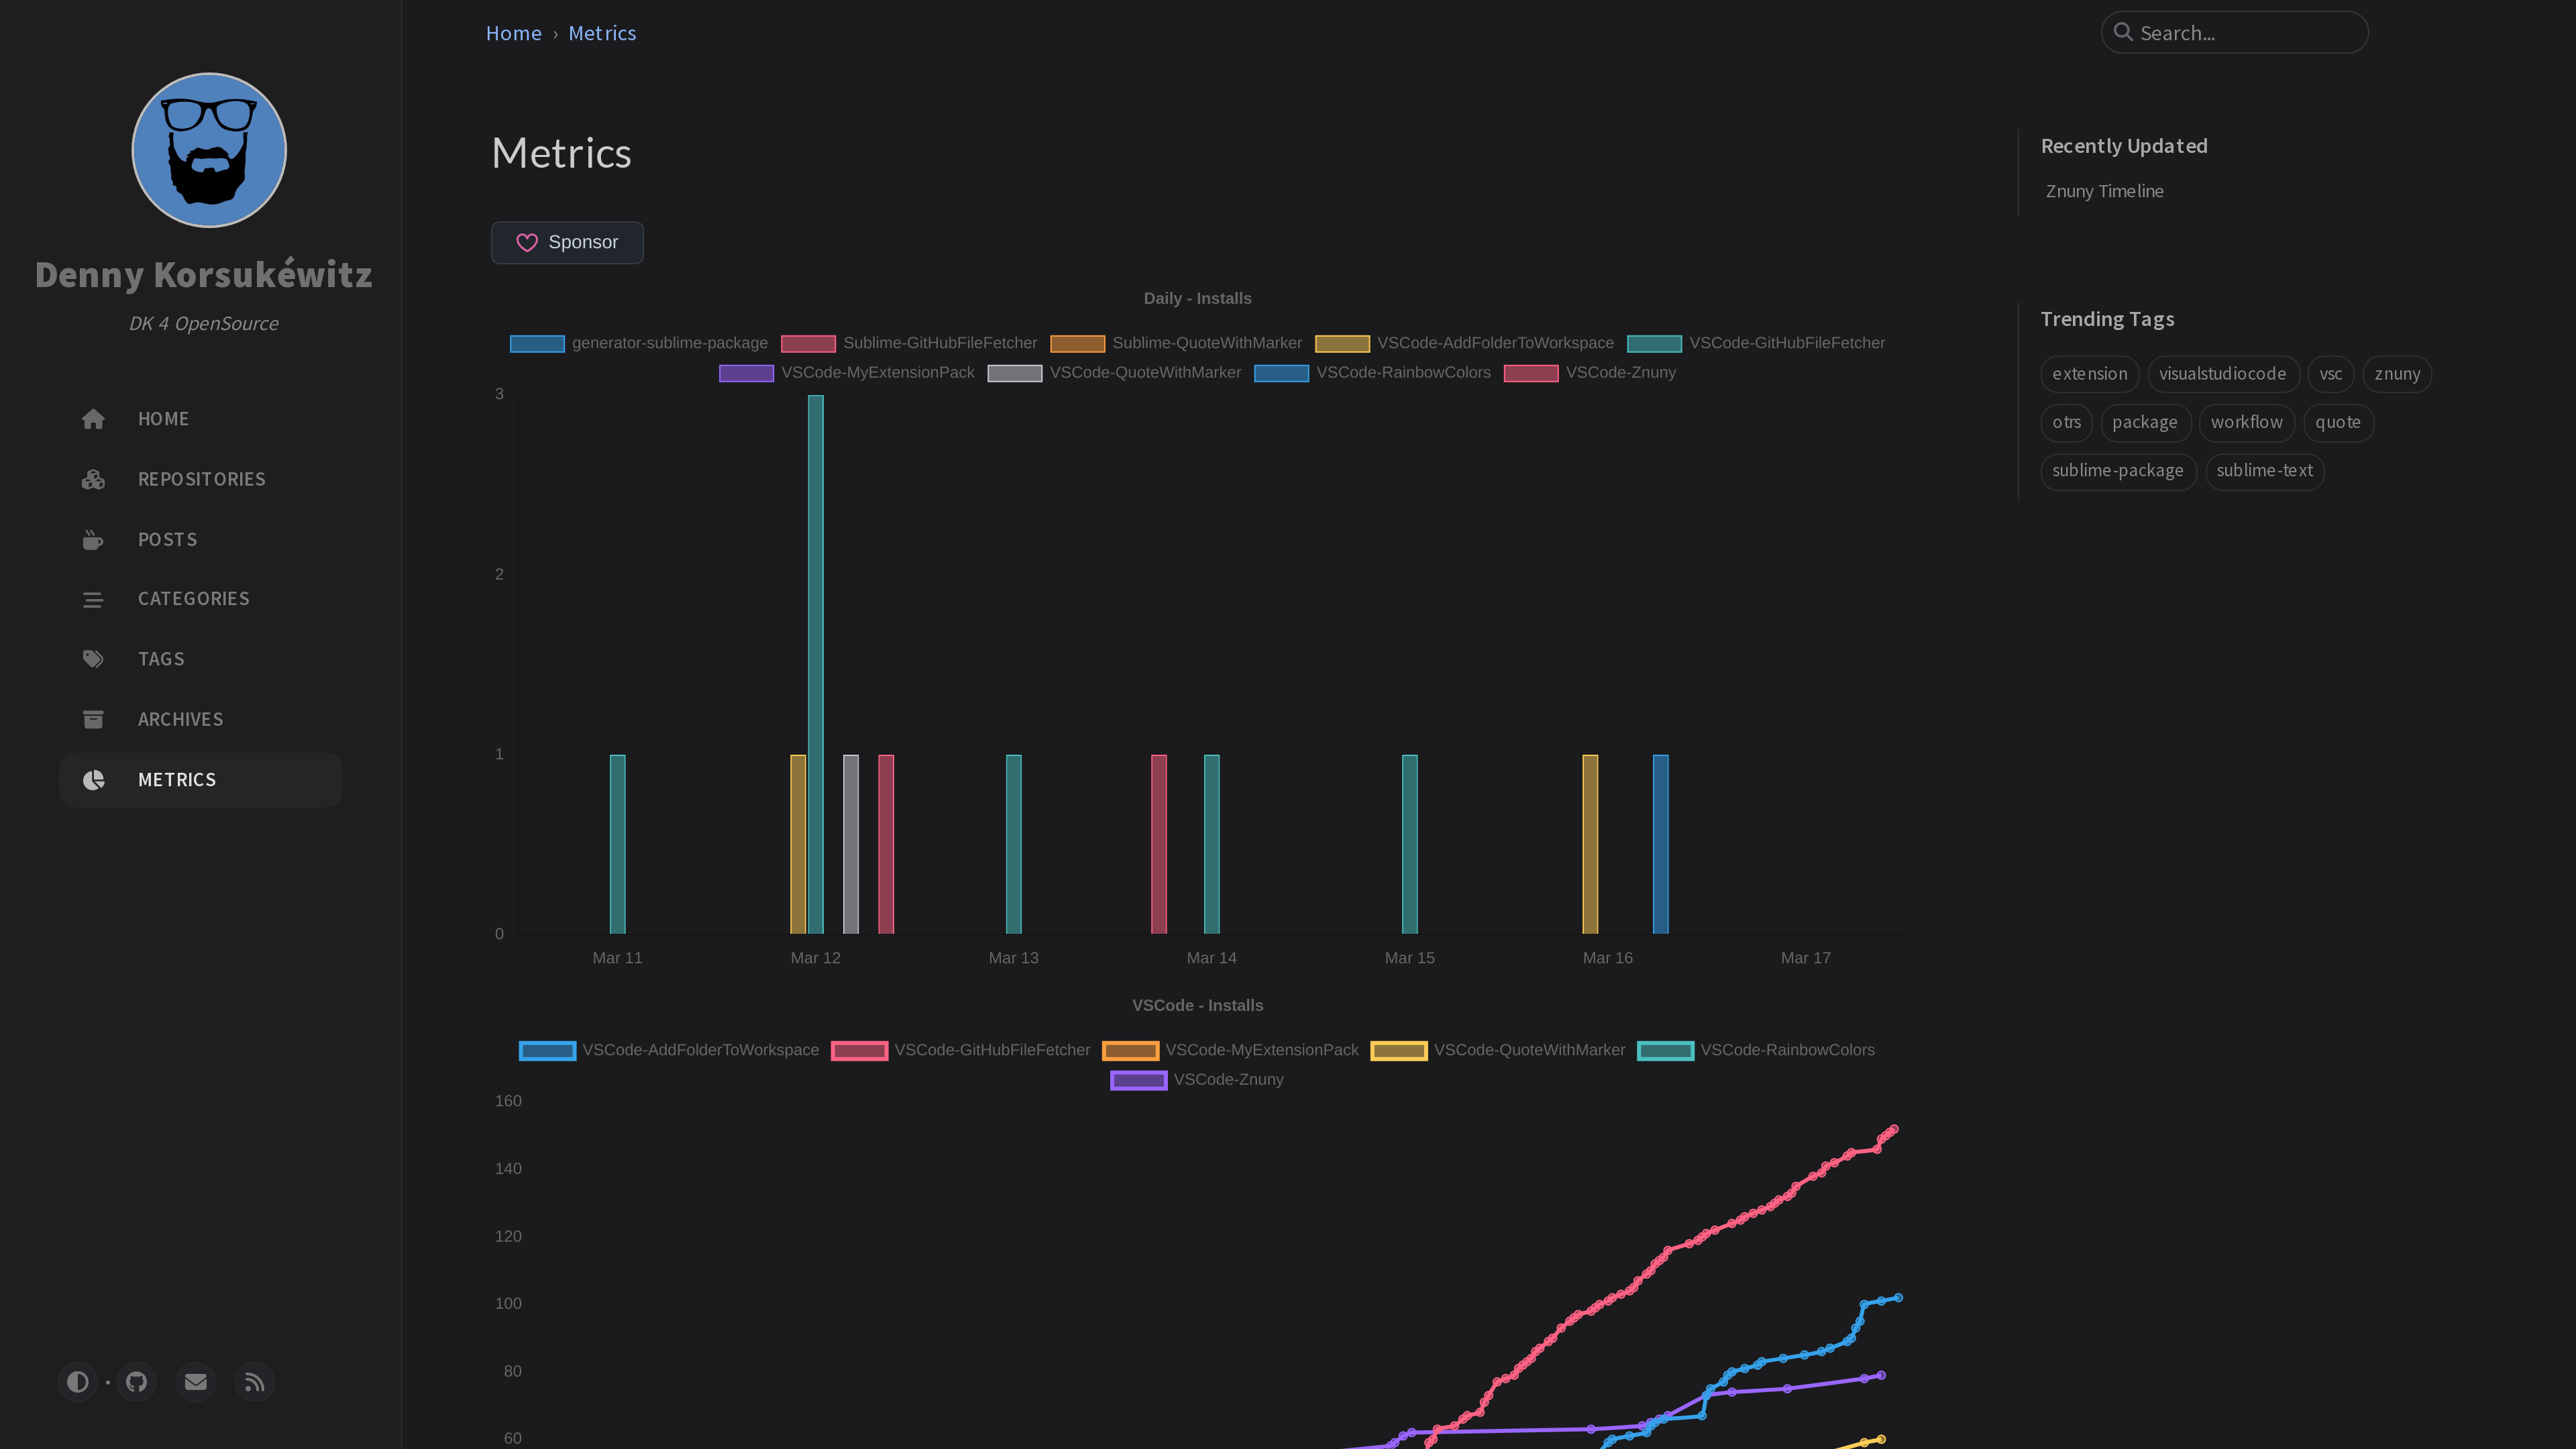 Denny Korsukéwitz
DK 4 OpenSource
HOME
REPOSITORIES
POSTS
CATEGORIES
TAGS
ARCHIVES
METRICS
Home › Metrics
Search...
Metrics
Sponsor
Daily - Installs
generator-sublime-package Sublime-GitHubFileFetcher Sublime-QuoteWithMarker VSCode-AddFolderToWorkspace VSCode-GitHubFileFetcher
VSCode-MyExtensionPack VSCode-QuoteWithMarker VSCode-RainbowColors VSCode-Znuny
3
2
1
0
Mar 11 Mar 12 Mar 13 Mar 14 Mar 15 Mar 16 Mar 17
VSCode - Installs
VSCode-AddFolderToWorkspace VSCode-GitHubFileFetcher VSCode-MyExtensionPack VSCode-QuoteWithMarker VSCode-RainbowColors
VSCode-Znuny
160
140
120
100
80
60
Recently Updated
Znuny Timeline
Trending Tags
extension visualstudiocode vsc znuny
otrs package workflow quote
sublime-package sublime-text